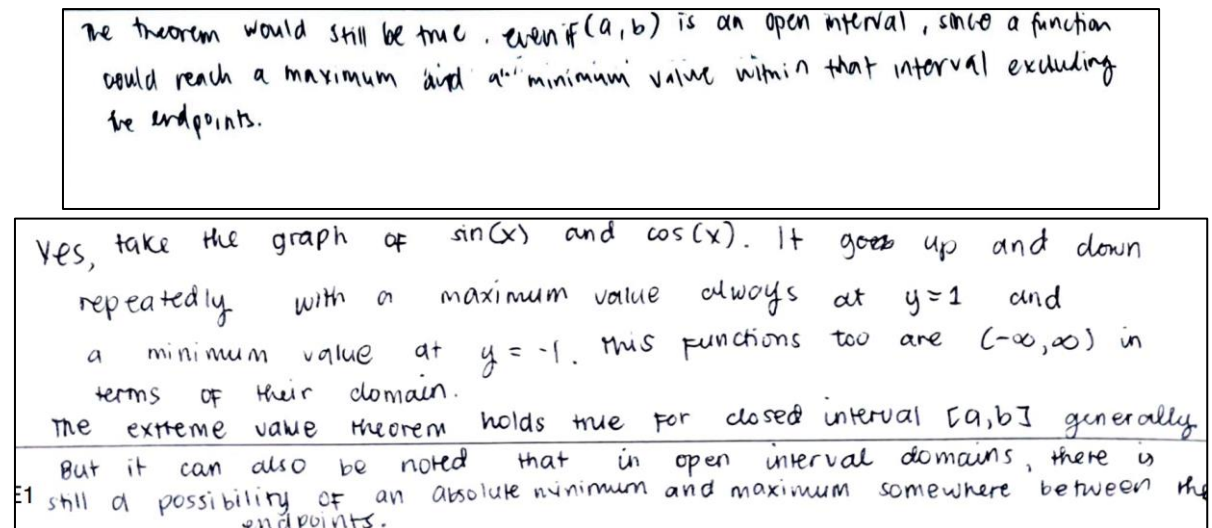 The theorem would still be true. even if (a,b) is an open interval, since a function
could reach a maximum and a minimum value within that interval excluding
the endpoints.
Yes, take the graph of sin(x) and cos(x). It goes up and down
repeatedly with a maximum value always at y=1 and
a minimum value at y=-1. This functions too are (-∞,∞) in
terms of their domain.
The extreme value theorem holds true for closed interval [a,b] generally
But it can also be noted that in open interval domains, there is
E1 still a possibility of an absolute minimum and maximum somewhere between the
endpoints.